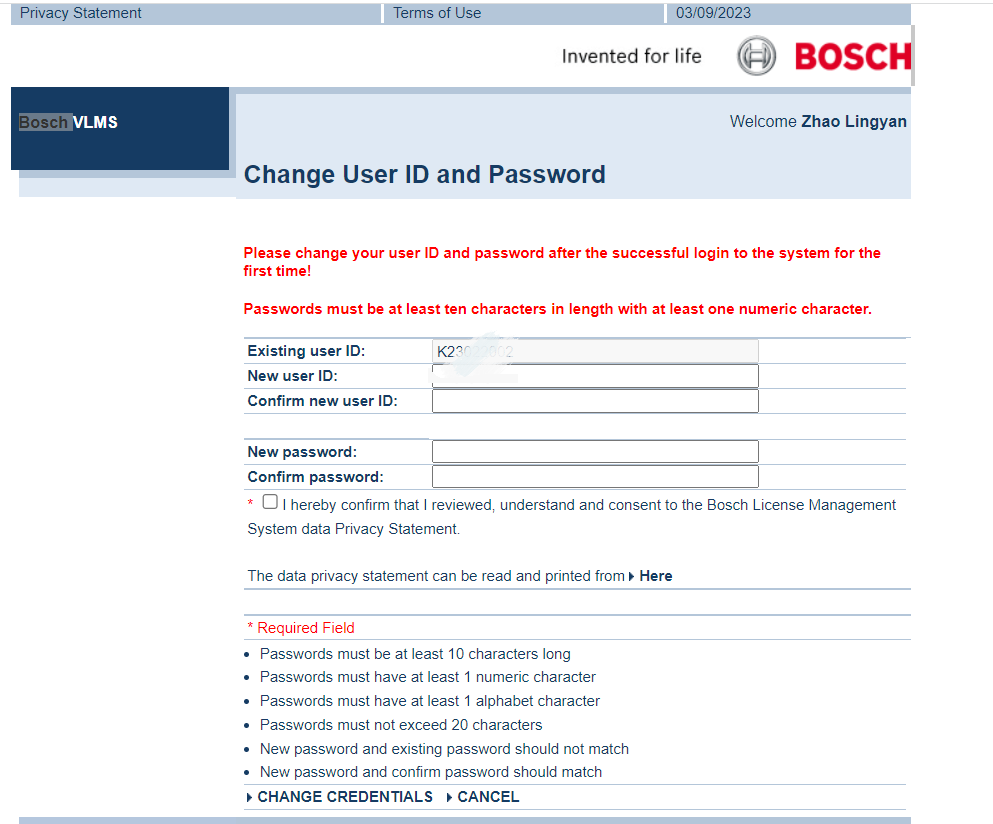 Privacy Statement
Terms of Use
03/09/2023
Invented for life
BOSCH
Bosch VLMS
Welcome Zhao Lingyan
Change User ID and Password
Please change your user ID and password after the successful login to the system for the
first time!
Passwords must be at least ten characters in length with at least one numeric character.
Existing user ID:
New user ID:
Confirm new user ID:
New password:
Confirm password:
* I hereby confirm that I reviewed, understand and consent to the Bosch License Management
System data Privacy Statement.
The data privacy statement can be read and printed from Here
* Required Field
Passwords must be at least 10 characters long
Passwords must have at least 1 numeric character
Passwords must have at least 1 alphabet character
Passwords must not exceed 20 characters
New password and existing password should not match
New password and confirm password should match
CHANGE CREDENTIALS CANCEL